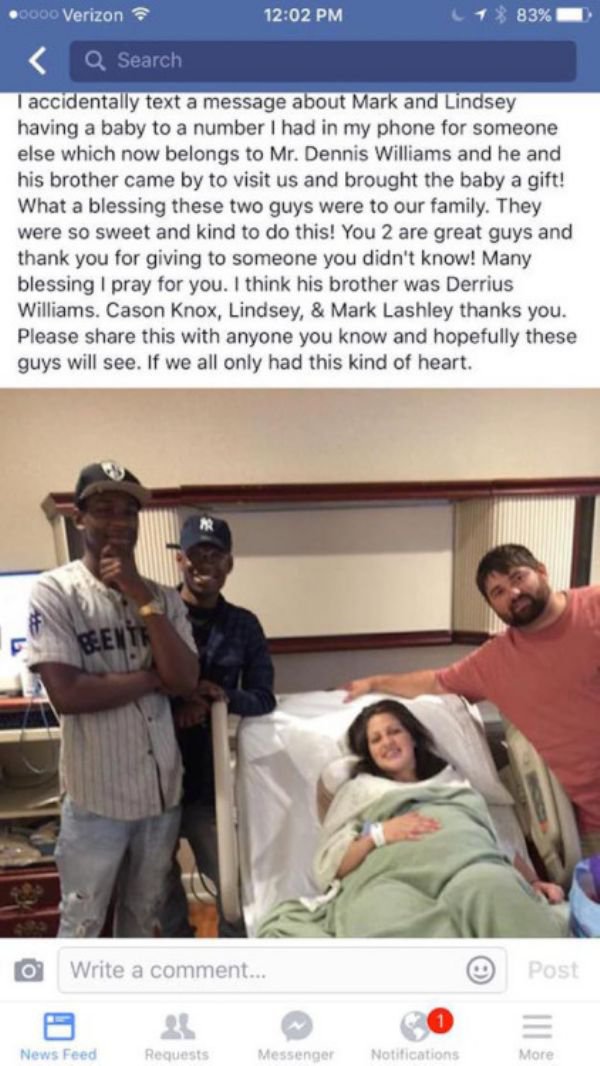 Verizon 12:02 PM 83%
Search
I accidentally text a message about Mark and Lindsey
having a baby to a number I had in my phone for someone
else which now belongs to Mr. Dennis Williams and he and
his brother came by to visit us and brought the baby a gift!
What a blessing these two guys were to our family. They
were so sweet and kind to do this! You 2 are great guys and
thank you for giving to someone you didn't know! Many
blessing I pray for you. I think his brother was Derrius
Williams. Cason Knox, Lindsey, & Mark Lashley thanks you.
Please share this with anyone you know and hopefully these
guys will see. If we all only had this kind of heart.
Write a comment... Post
1
News Feed Requests Messenger Notifications More